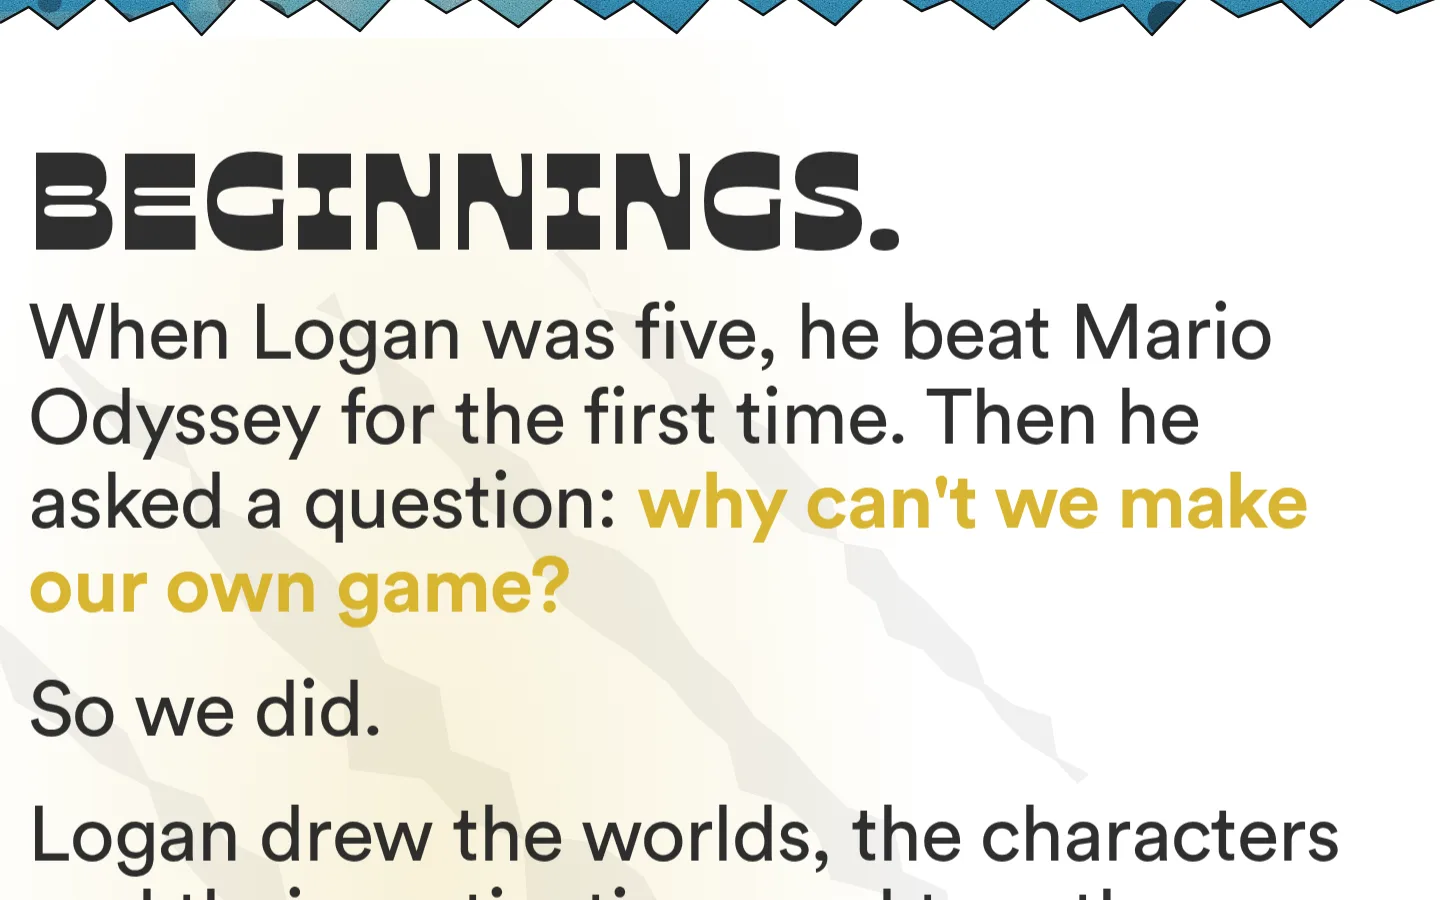 BEGINNINGS.
When Logan was five, he beat Mario
Odyssey for the first time. Then he
asked a question: why can't we make
our own game?
So we did.
Logan drew the worlds, the characters